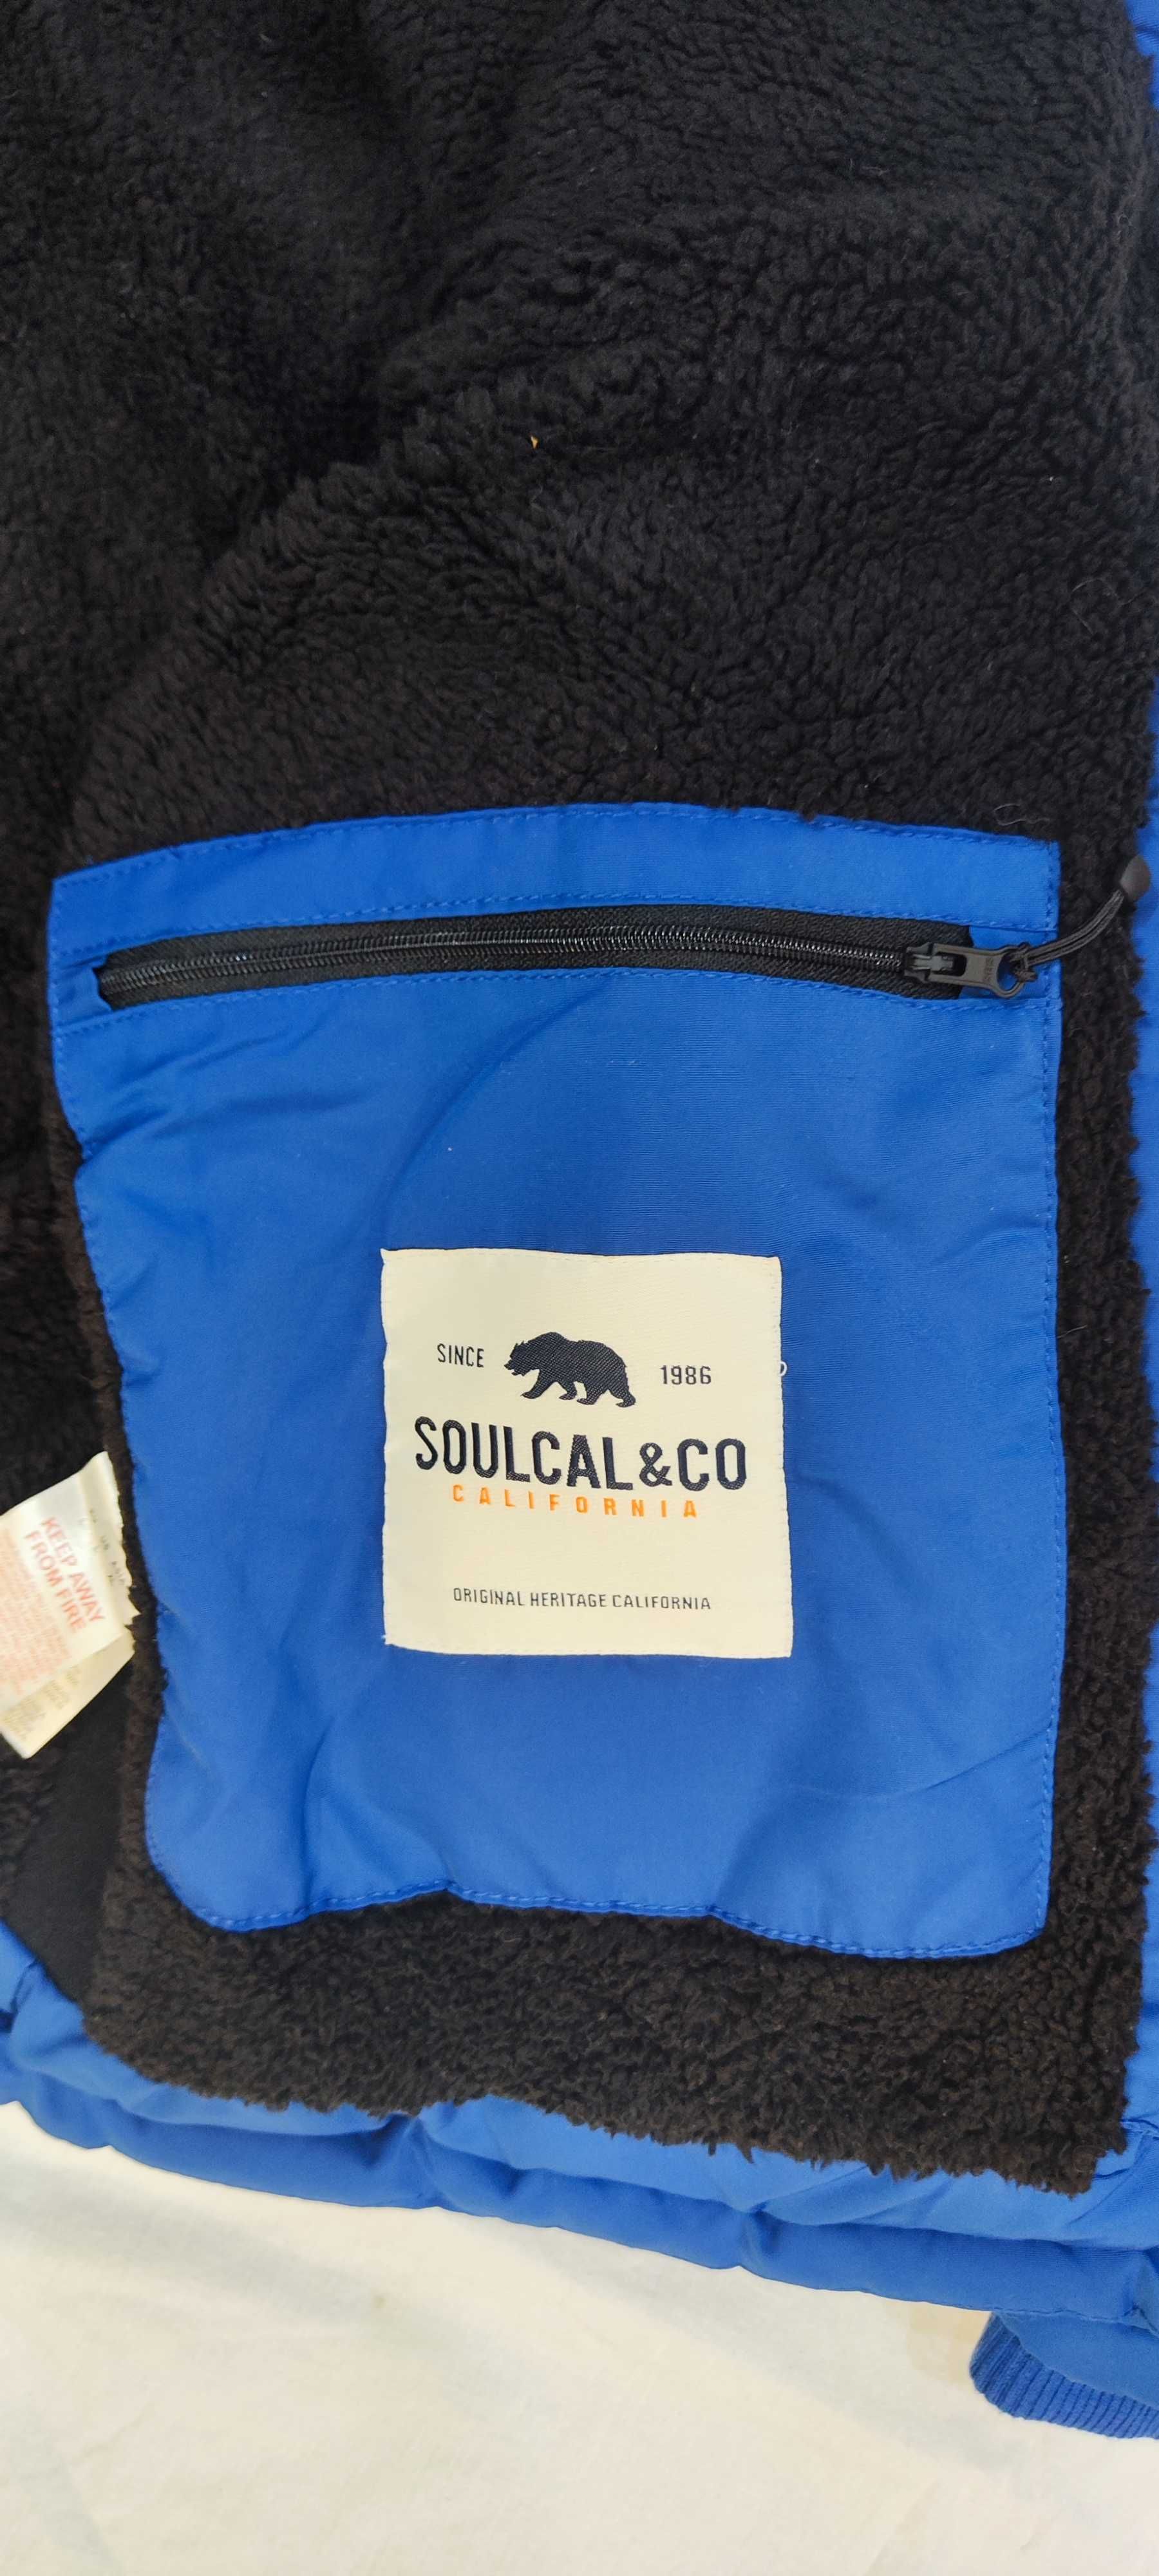 SINCE 1986
SOULCAL&CO
CALIFORNIA
ORIGINAL HERITAGE CALIFORNIA
KEEP AWAY
FROM FIRE